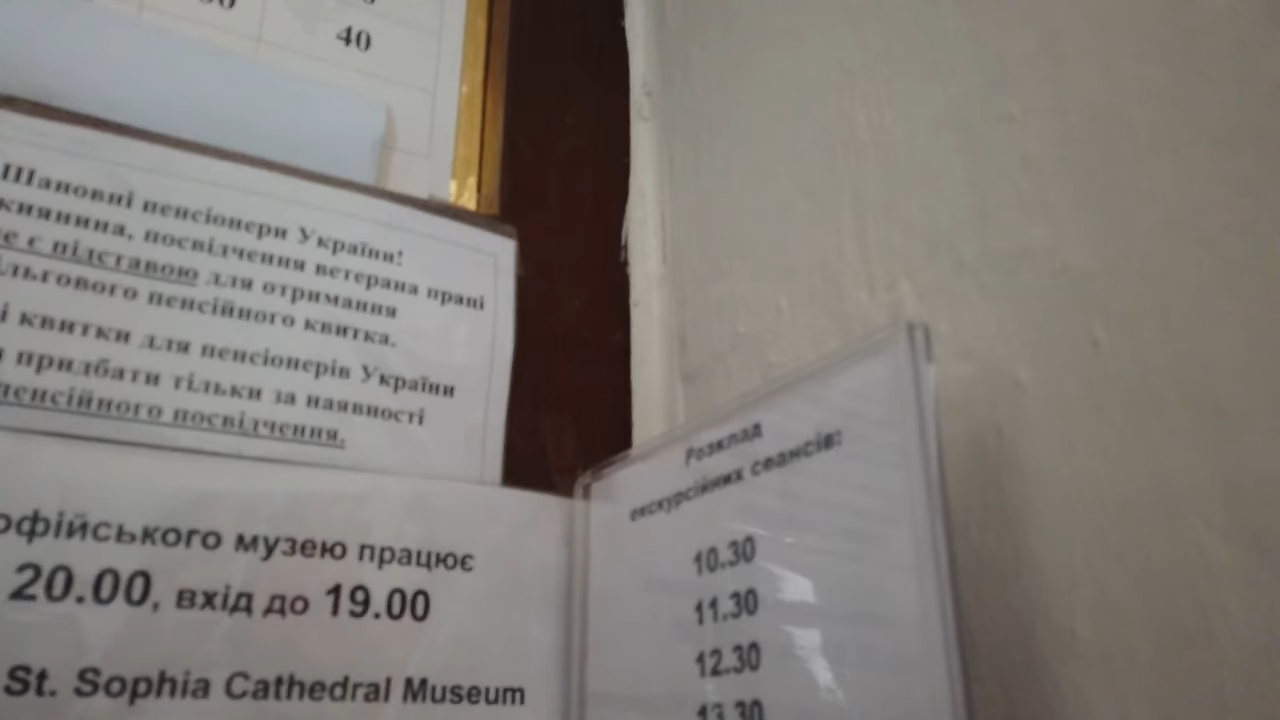 40
Шановні пенсіонери України!
киянина, посвідчення ветерана праці
є підставою для отримання
пільгового пенсійного квитка.
і квитки для пенсіонерів України
придбати тільки за наявності
пенсійного посвідчення.
офійського музею працює
20.00, вхід до 19.00
St. Sophia Cathedral Museum
Розклад
екскурсійних сеансів:
10.30
11.30
12.30
13.30